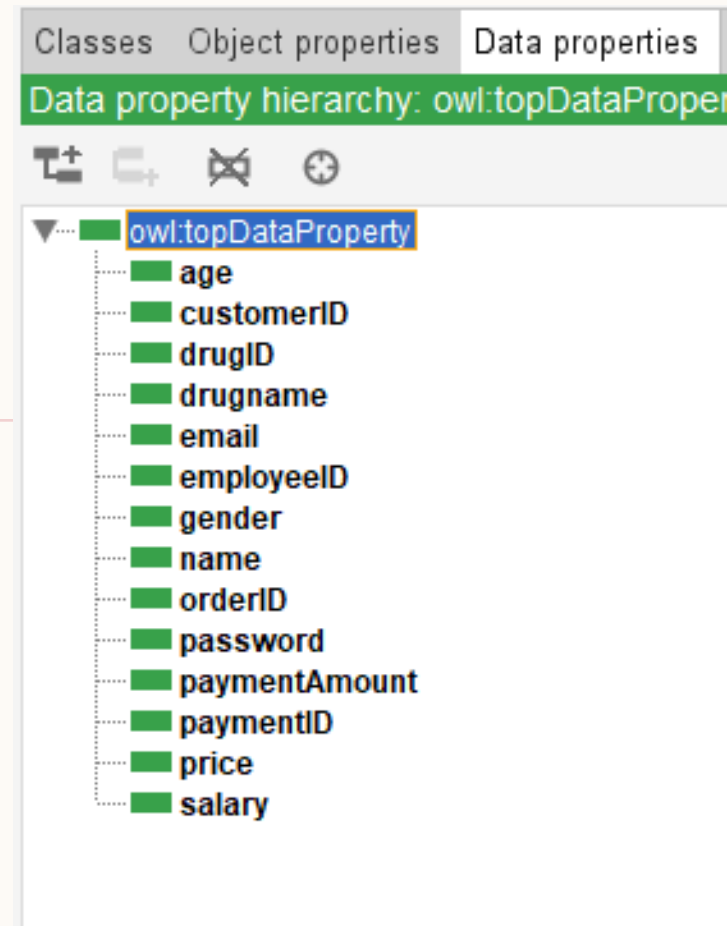 Classes Object properties Data properties
Data property hierarchy: owl:topDataProper
owl:topDataProperty
age
customerID
drugID
drugname
email
employeeID
gender
name
orderID
password
paymentAmount
paymentID
price
salary